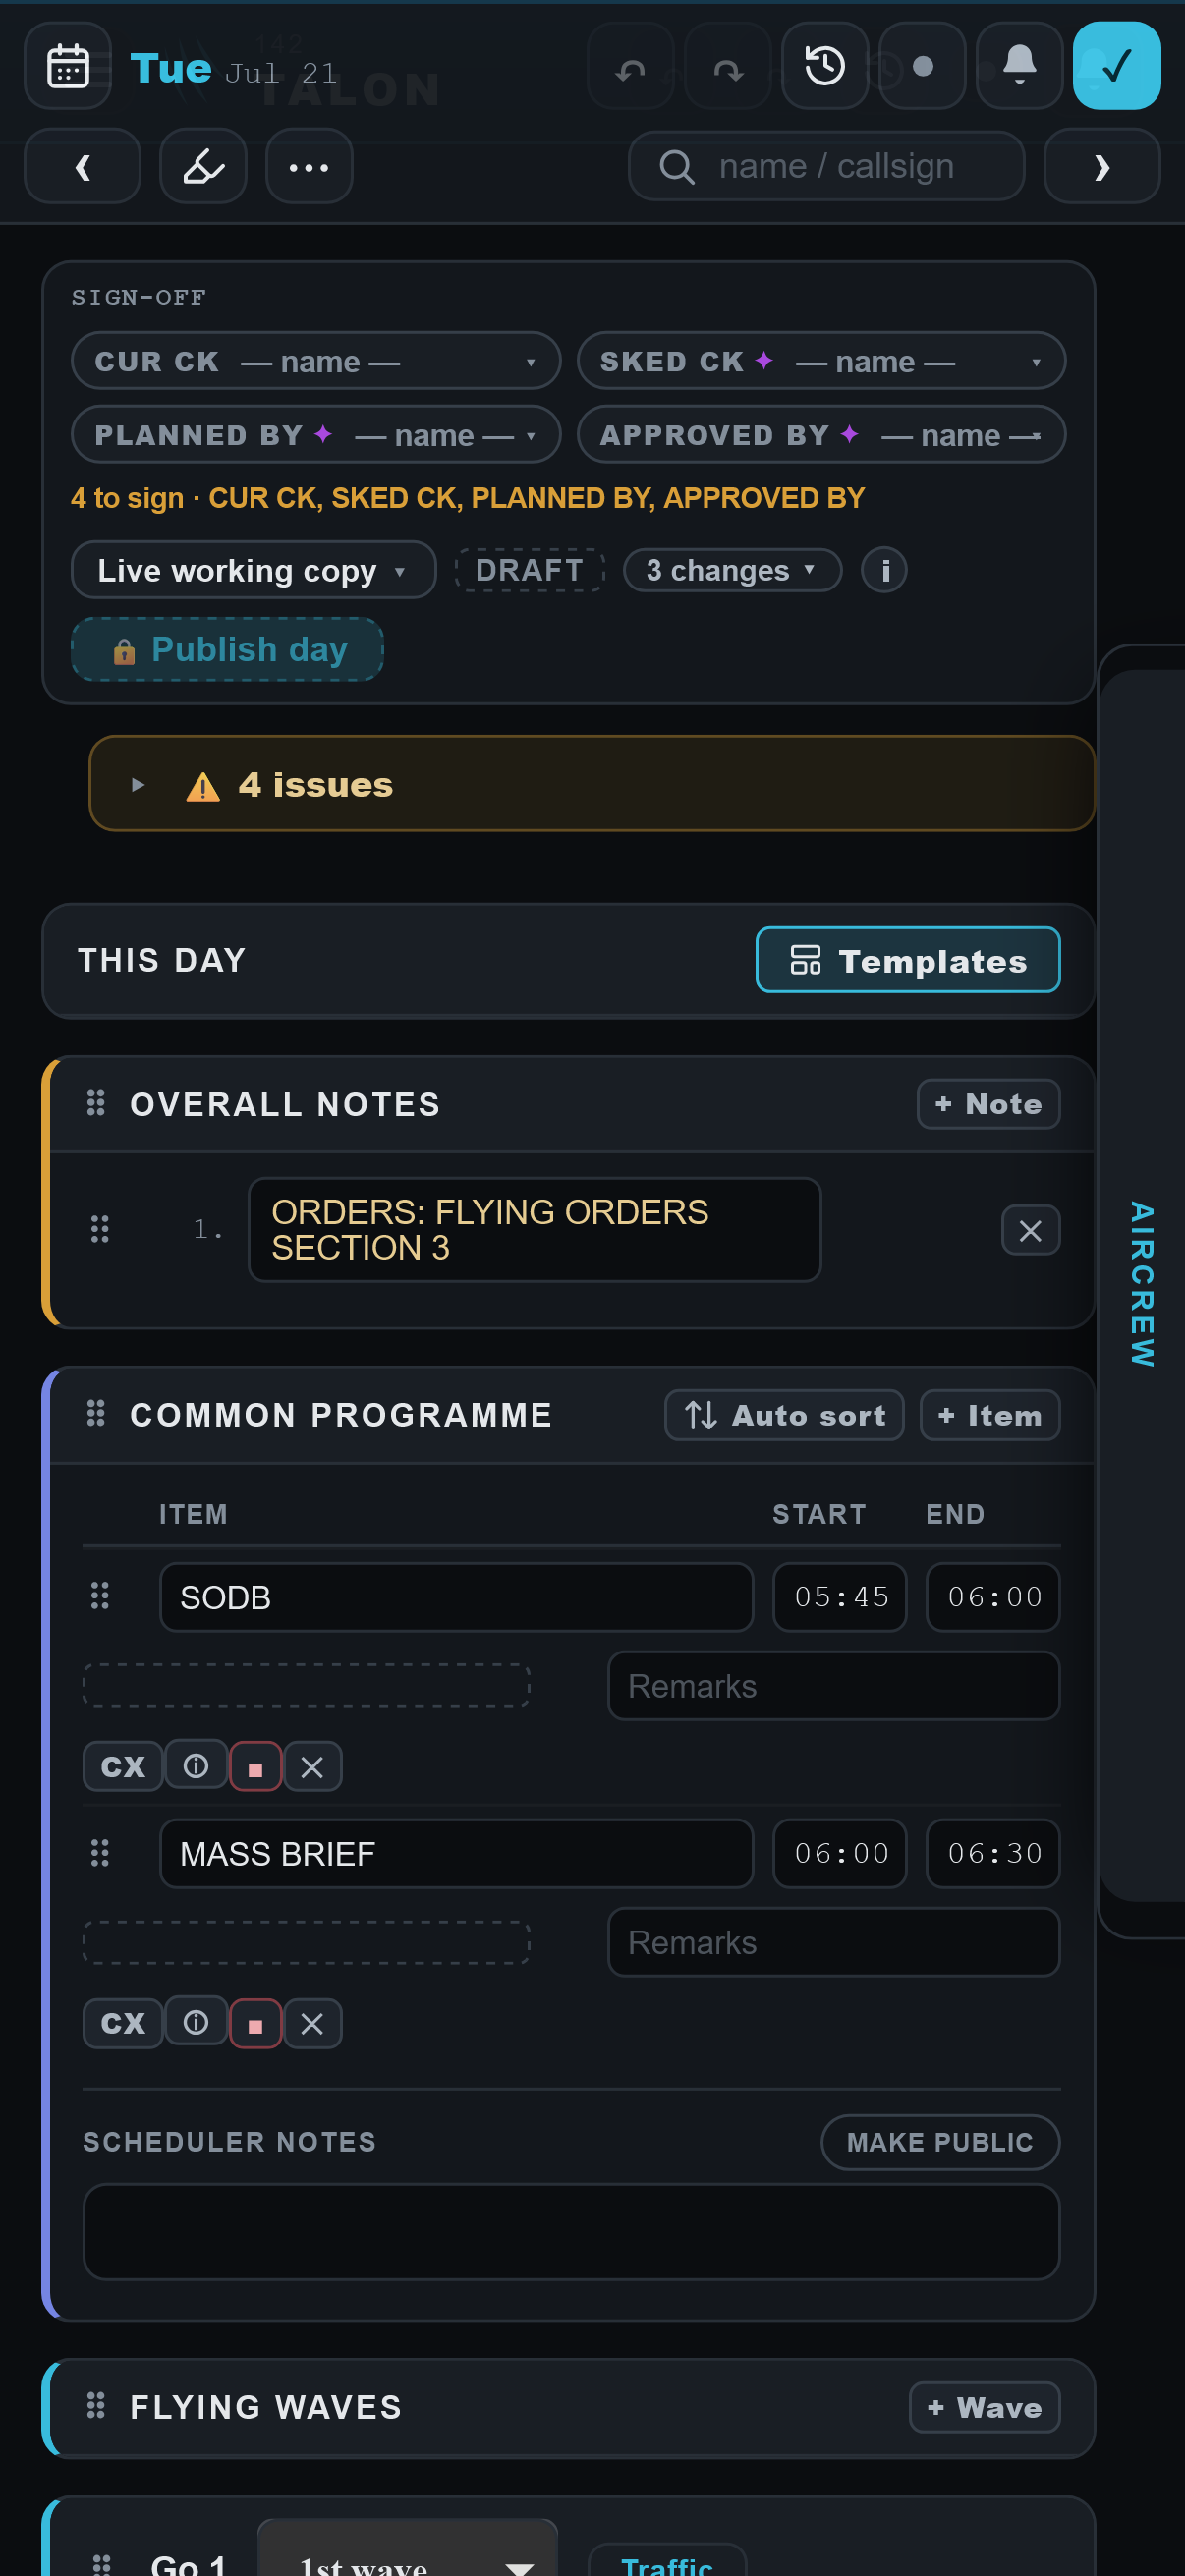 142
TALON
Tue Jul 21
name / callsign
SIGN-OFF
CUR CK — name —
SKED CK ✦ — name —
PLANNED BY ✦ — name —
APPROVED BY ✦ — name —
4 to sign · CUR CK, SKED CK, PLANNED BY, APPROVED BY
Live working copy
DRAFT
3 changes
i
Publish day
4 issues
THIS DAY
Templates
OVERALL NOTES
+ Note
1.
ORDERS: FLYING ORDERS
SECTION 3
AIRCREW
COMMON PROGRAMME
Auto sort
+ Item
ITEM START END
SODB 05:45 06:00
Remarks
CX
MASS BRIEF 06:00 06:30
Remarks
CX
SCHEDULER NOTES
MAKE PUBLIC
FLYING WAVES
+ Wave
Go 1 1st wave Traffic